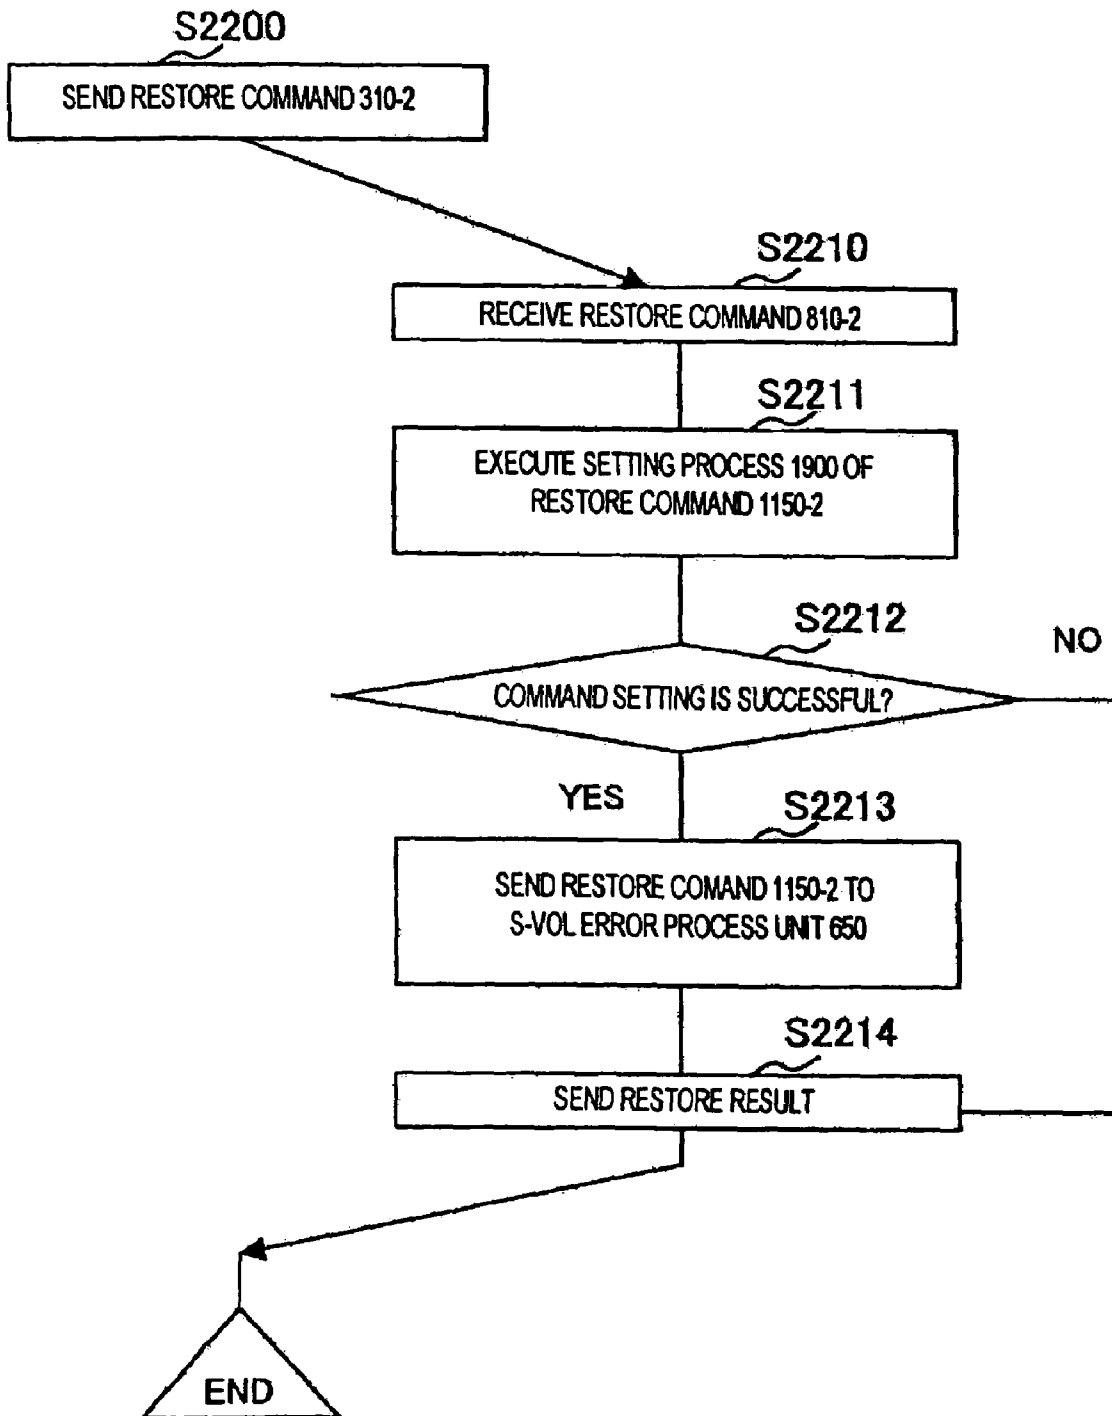 S2200
SEND RESTORE COMMAND 310-2
S2210
RECEIVE RESTORE COMMAND 810-2
S2211
EXECUTE SETTING PROCESS 1900 OF
RESTORE COMMAND 1150-2
S2212
NO
COMMAND SETTING IS SUCCESSFUL?
YES
S2213
SEND RESTORE COMAND 1150-2 TO
S-VOL ERROR PROCESS UNIT 650
S2214
SEND RESTORE RESULT
END